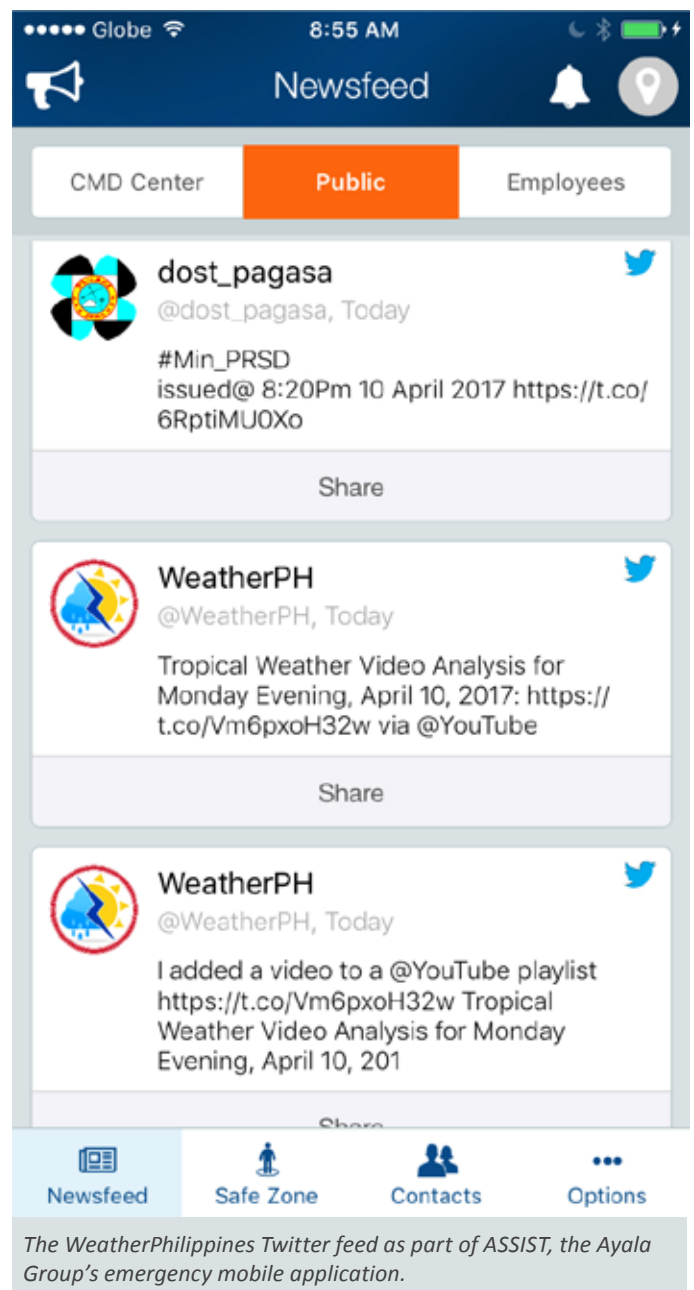 Globe 8:55 AM
Newsfeed
CMD Center Public Employees
dost_pagasa
@dost_pagasa, Today
#Min_PRSD
issued@ 8:20Pm 10 April 2017 https://t.co/
6RptiMU0Xo
Share
WeatherPH
@WeatherPH, Today
Tropical Weather Video Analysis for
Monday Evening, April 10, 2017: https://
t.co/Vm6pxoH32w via @YouTube
Share
WeatherPH
@WeatherPH, Today
I added a video to a @YouTube playlist
https://t.co/Vm6pxoH32w Tropical
Weather Video Analysis for Monday
Evening, April 10, 201
Share
Newsfeed Safe Zone Contacts Options
The WeatherPhilippines Twitter feed as part of ASSIST, the Ayala
Group's emergency mobile application.